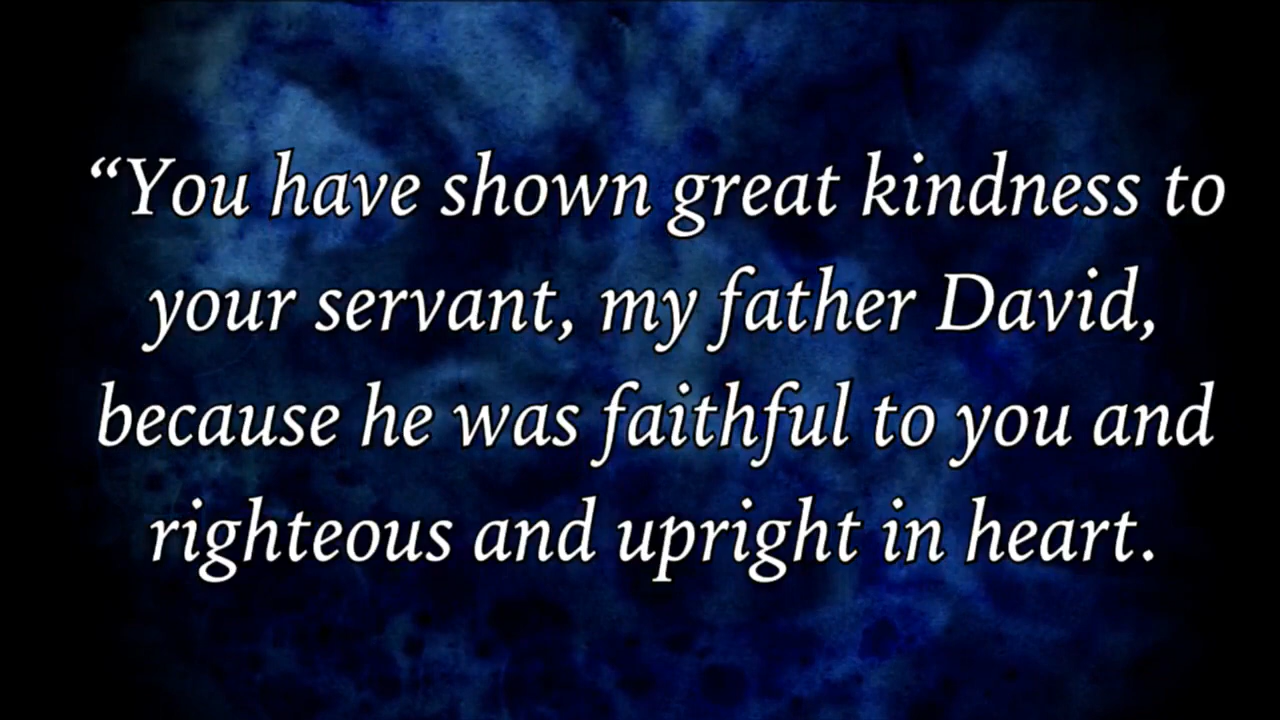 “You have shown great kindness to
your servant, my father David,
because he was faithful to you and
righteous and upright in heart.